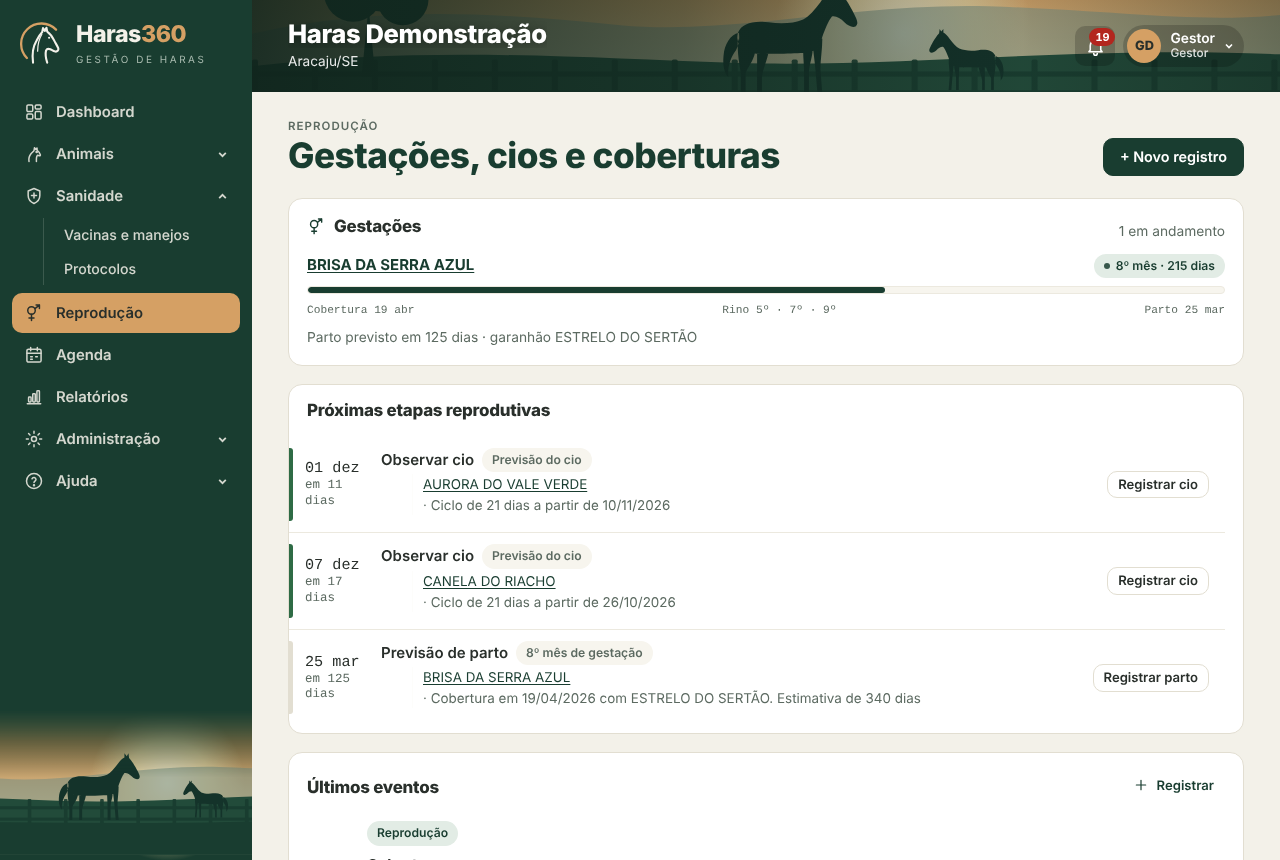 Haras360
GESTÃO DE HARAS
Dashboard
Animais
Sanidade
Vacinas e manejos
Protocolos
Reprodução
Agenda
Relatórios
Administração
Ajuda
Haras Demonstração
Aracaju/SE
19
GD
Gestor
Gestor
REPRODUÇÃO
Gestações, cios e coberturas
+ Novo registro
Gestações
1 em andamento
BRISA DA SERRA AZUL
8º mês · 215 dias
Cobertura 19 abr
Rino 5º · 7º · 9º
Parto 25 mar
Parto previsto em 125 dias · garanhão ESTRELO DO SERTÃO
Próximas etapas reprodutivas
01 dez
em 11
dias
Observar cio
Previsão do cio
AURORA DO VALE VERDE
· Ciclo de 21 dias a partir de 10/11/2026
Registrar cio
07 dez
em 17
dias
Observar cio
Previsão do cio
CANELA DO RIACHO
· Ciclo de 21 dias a partir de 26/10/2026
Registrar cio
25 mar
em 125
dias
Previsão de parto
8º mês de gestação
BRISA DA SERRA AZUL
· Cobertura em 19/04/2026 com ESTRELO DO SERTÃO. Estimativa de 340 dias
Registrar parto
Últimos eventos
+ Registrar
Reprodução